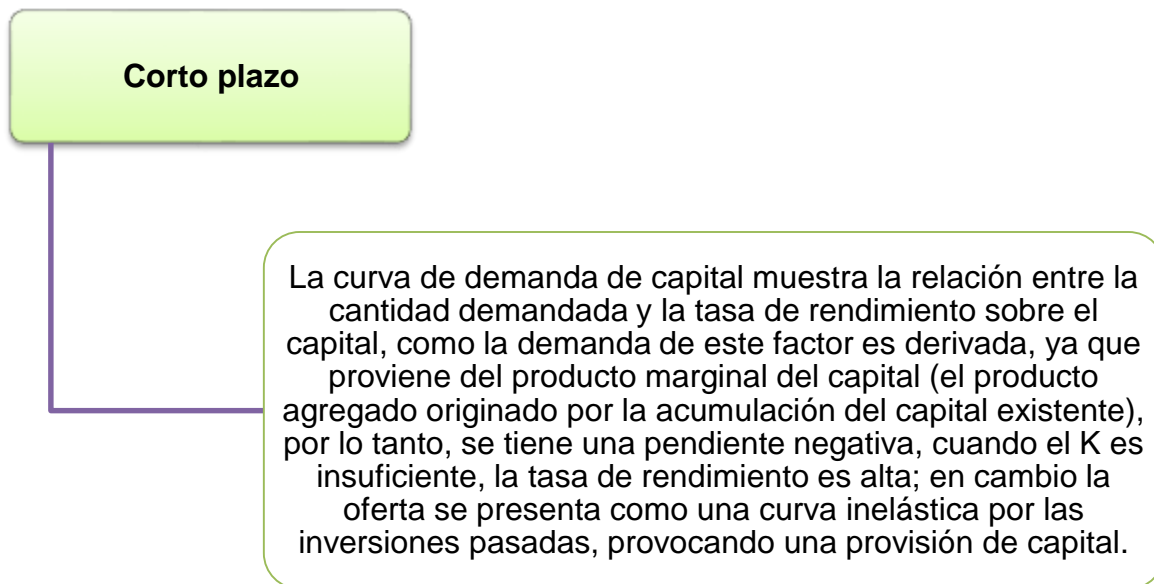 Corto plazo
La curva de demanda de capital muestra la relación entre la
cantidad demandada y la tasa de rendimiento sobre el
capital, como la demanda de este factor es derivada, ya que
proviene del producto marginal del capital (el producto
agregado originado por la acumulación del capital existente),
por lo tanto, se tiene una pendiente negativa, cuando el K es
insuficiente, la tasa de rendimiento es alta; en cambio la
oferta se presenta como una curva inelástica por las
inversiones pasadas, provocando una provisión de capital.